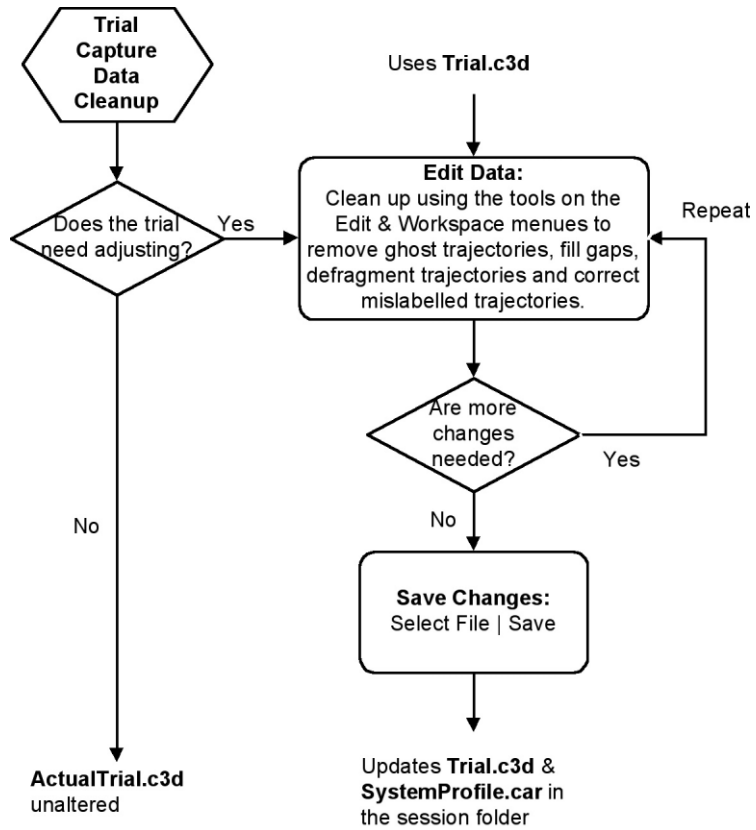 Trial
Capture
Data
Cleanup
Uses Trial.c3d
Does the trial
need adjusting?
Yes
Edit Data:
Clean up using the tools on the
Edit & Workspace menues to
remove ghost trajectories, fill gaps,
defragment trajectories and correct
mislabelled trajectories.
Repeat
Are more
changes
needed?
Yes
No
No
Save Changes:
Select File | Save
ActualTrial.c3d
unaltered
Updates Trial.c3d &
SystemProfile.car in
the session folder